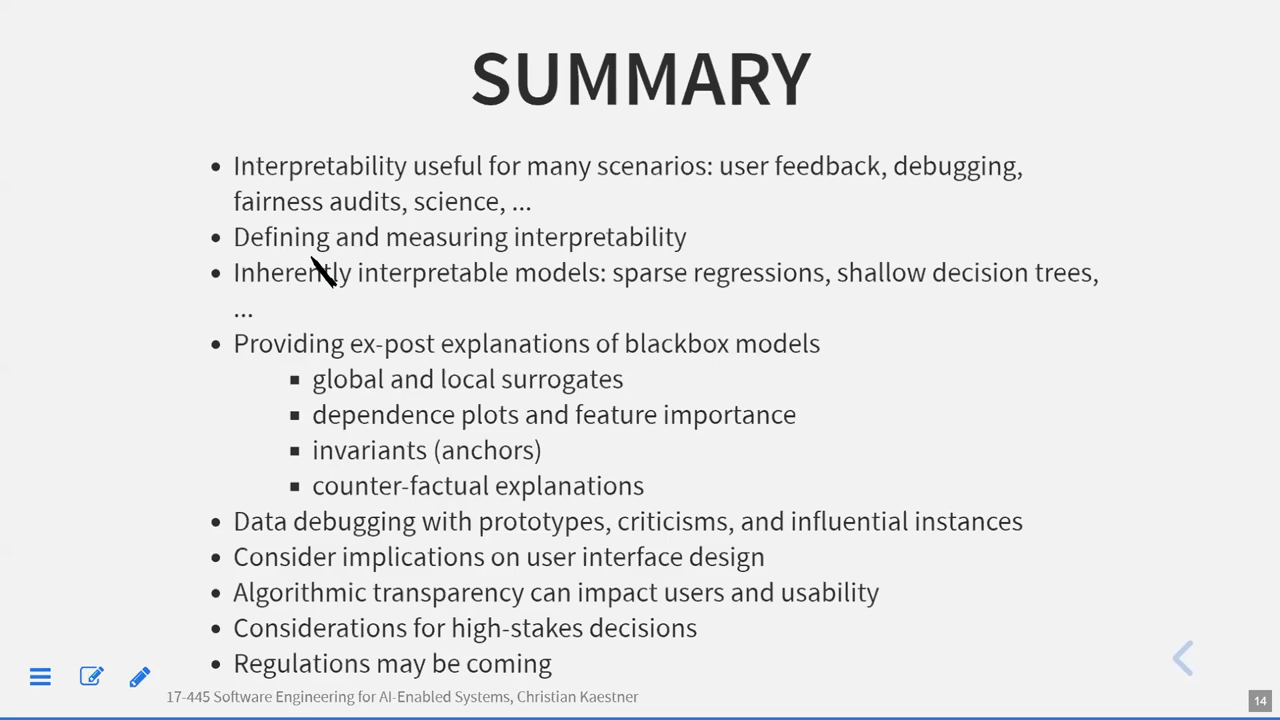 SUMMARY
• Interpretability useful for many scenarios: user feedback, debugging,
fairness audits, science, ...
• Defining and measuring interpretability
• Inherently interpretable models: sparse regressions, shallow decision trees,
...
• Providing ex-post explanations of blackbox models
▪ global and local surrogates
▪ dependence plots and feature importance
▪ invariants (anchors)
▪ counter-factual explanations
• Data debugging with prototypes, criticisms, and influential instances
• Consider implications on user interface design
• Algorithmic transparency can impact users and usability
• Considerations for high-stakes decisions
• Regulations may be coming
17-445 Software Engineering for AI-Enabled Systems, Christian Kaestner
14